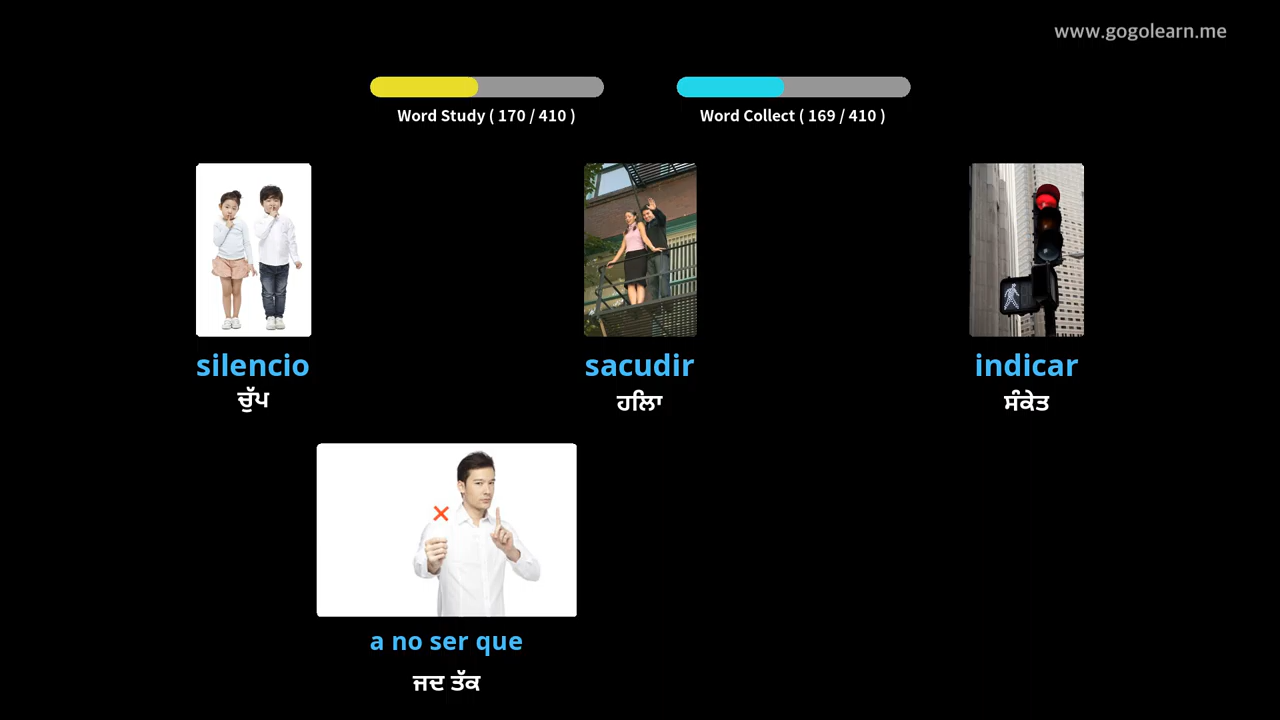 www.gogolearn.me
Word Study ( 170 / 410 )
Word Collect ( 169 / 410 )
silencio
sacudir
indicar
ਚੁੱਪ
ਹਲਿਾ
ਸੰਕੇਤ
a no ser que
ਜਦ ਤੱਕ